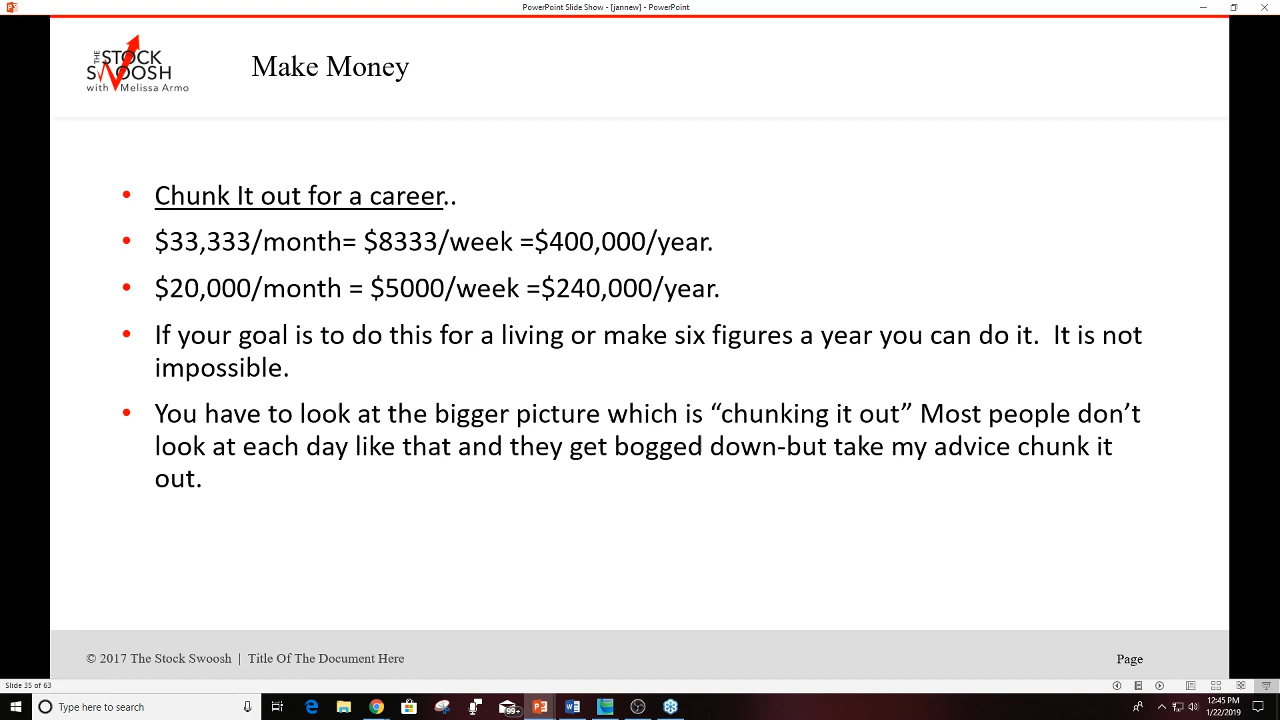 PowerPoint Slide Show - [jannew] - PowerPoint
THE
STOCK
SWOOSH
with Melissa Armo
Make Money
• Chunk It out for a career..
• $33,333/month= $8333/week =$400,000/year.
• $20,000/month = $5000/week =$240,000/year.
• If your goal is to do this for a living or make six figures a year you can do it.  It is not
impossible.
• You have to look at the bigger picture which is “chunking it out” Most people don’t
look at each day like that and they get bogged down-but take my advice chunk it
out.
© 2017 The Stock Swoosh | Title Of The Document Here
Page
Slide 35 of 63
Type here to search
99+
12:45 PM
1/22/2019